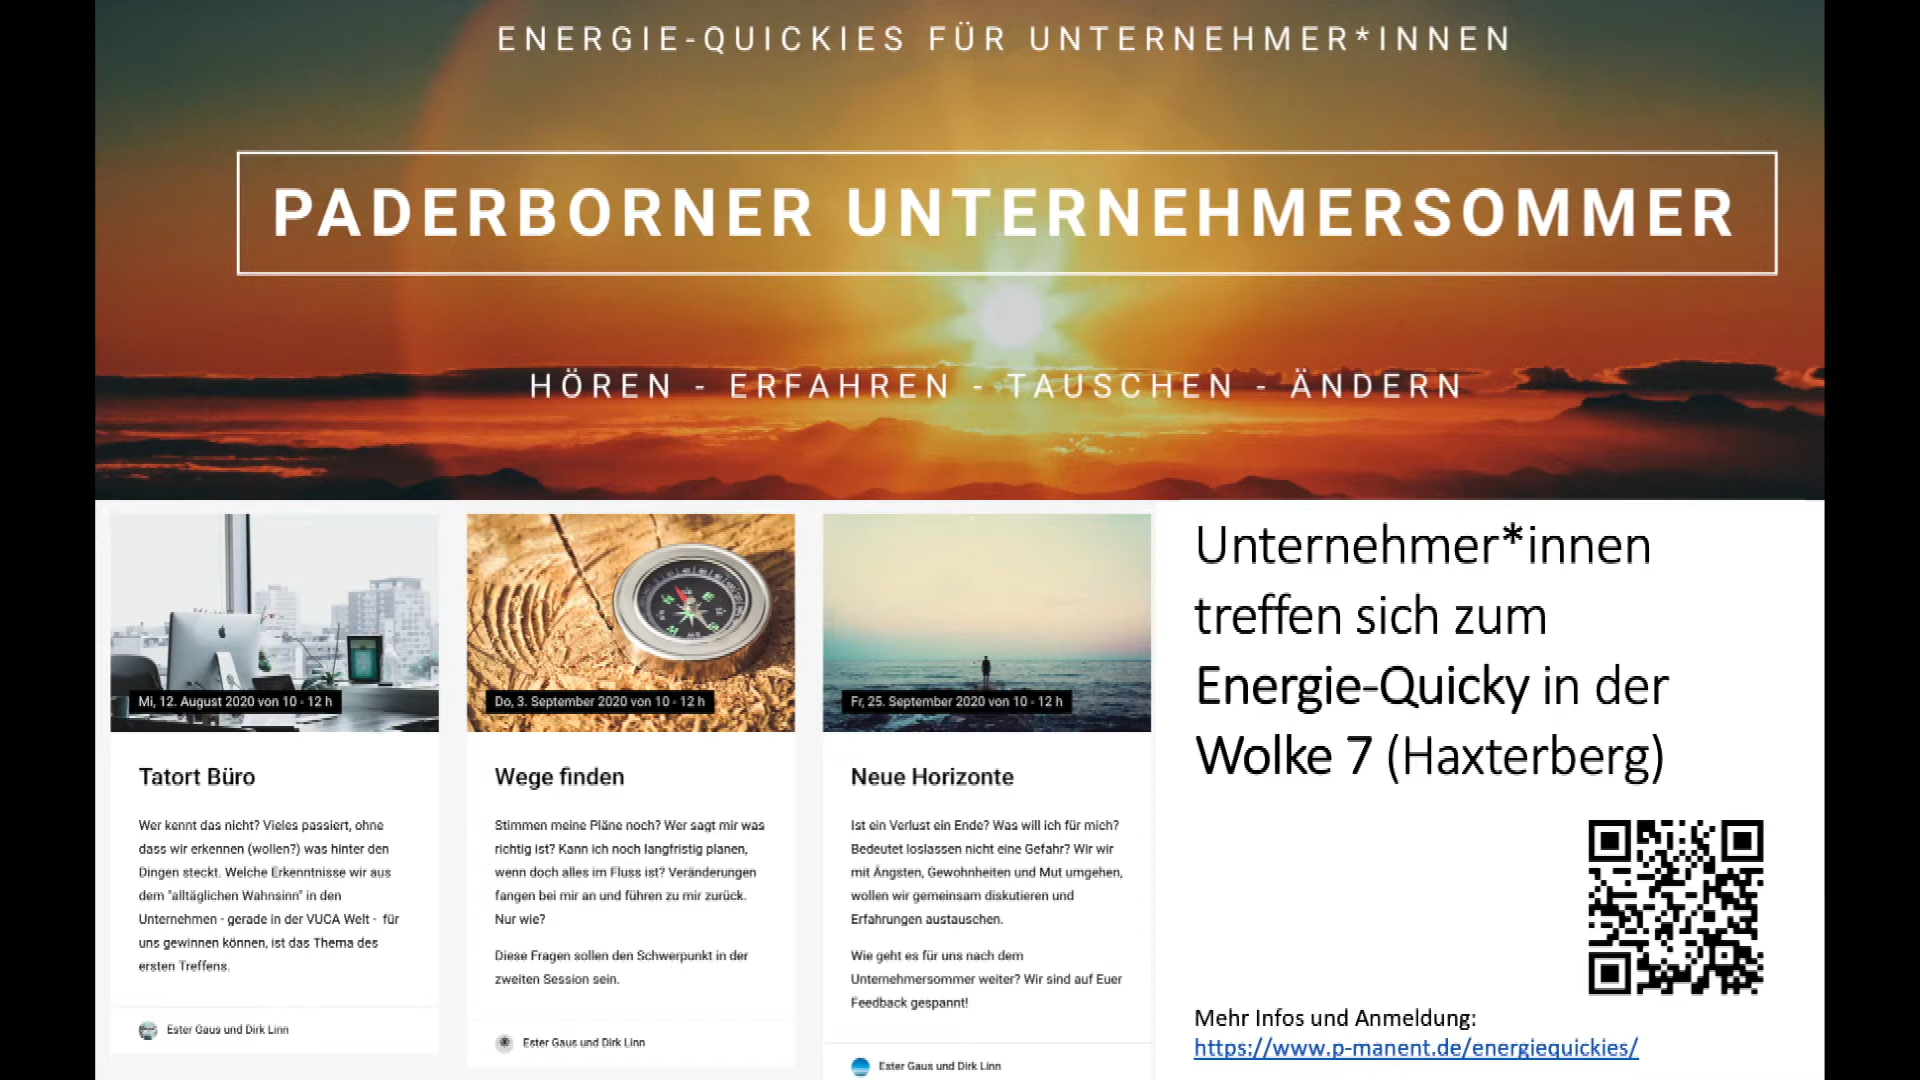 ENERGIE-QUICKIES FÜR UNTERNEHMER*INNEN
PADERBORNER UNTERNEHMERSOMMER
HÖREN - ERFAHREN - TAUSCHEN - ÄNDERN
Mi, 12. August 2020 von 10 - 12 h
Tatort Büro
Wer kennt das nicht? Vieles passiert, ohne
dass wir erkennen (wollen?) was hinter den
Dingen steckt. Welche Erkenntnisse wir aus
dem "alltäglichen Wahnsinn" in den
Unternehmen - gerade in der VUCA Welt - für
uns gewinnen können, ist das Thema des
ersten Treffens.
Ester Gaus und Dirk Linn
Do, 3. September 2020 von 10 - 12 h
Wege finden
Stimmen meine Pläne noch? Wer sagt mir was
richtig ist? Kann ich noch langfristig planen,
wenn doch alles im Fluss ist? Veränderungen
fangen bei mir an und führen zu mir zurück.
Nur wie?
Diese Fragen sollen den Schwerpunkt in der
zweiten Session sein.
Ester Gaus und Dirk Linn
Fr, 25. September 2020 von 10 - 12 h
Neue Horizonte
Ist ein Verlust ein Ende? Was will ich für mich?
Bedeutet loslassen nicht eine Gefahr? Wir wir
mit Ängsten, Gewohnheiten und Mut umgehen,
wollen wir gemeinsam diskutieren und
Erfahrungen austauschen.
Wie geht es für uns nach dem
Unternehmersommer weiter? Wir sind auf Euer
Feedback gespannt!
Ester Gaus und Dirk Linn
Unternehmer*innen
treffen sich zum
Energie-Quicky in der
Wolke 7 (Haxterberg)
Mehr Infos und Anmeldung:
https://www.p-manent.de/energiequickies/